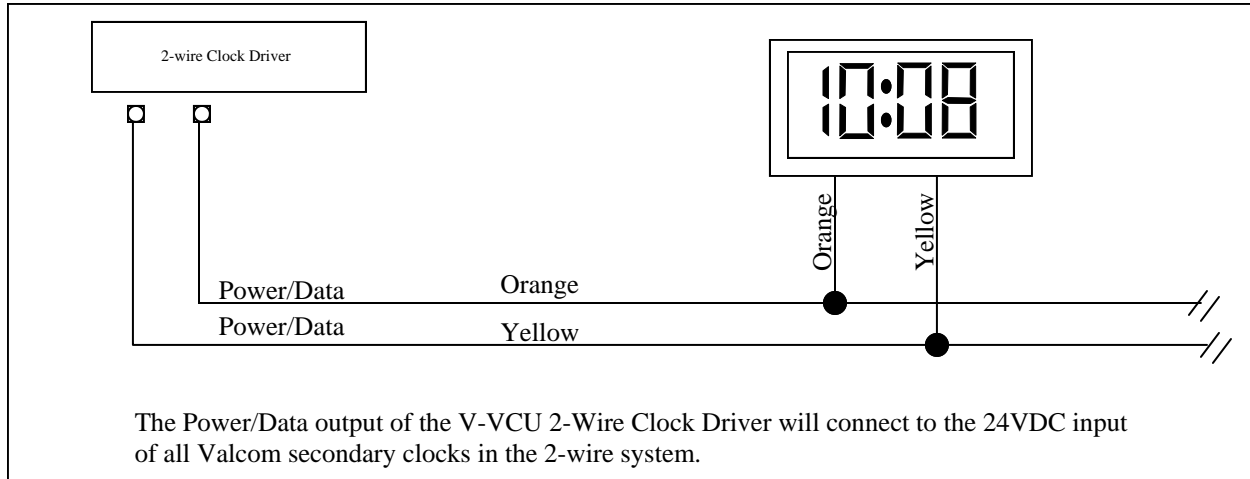 2-wire Clock Driver
10:08
Orange
Yellow
Power/Data
Orange
Power/Data
Yellow
The Power/Data output of the V-VCU 2-Wire Clock Driver will connect to the 24VDC input
of all Valcom secondary clocks in the 2-wire system.